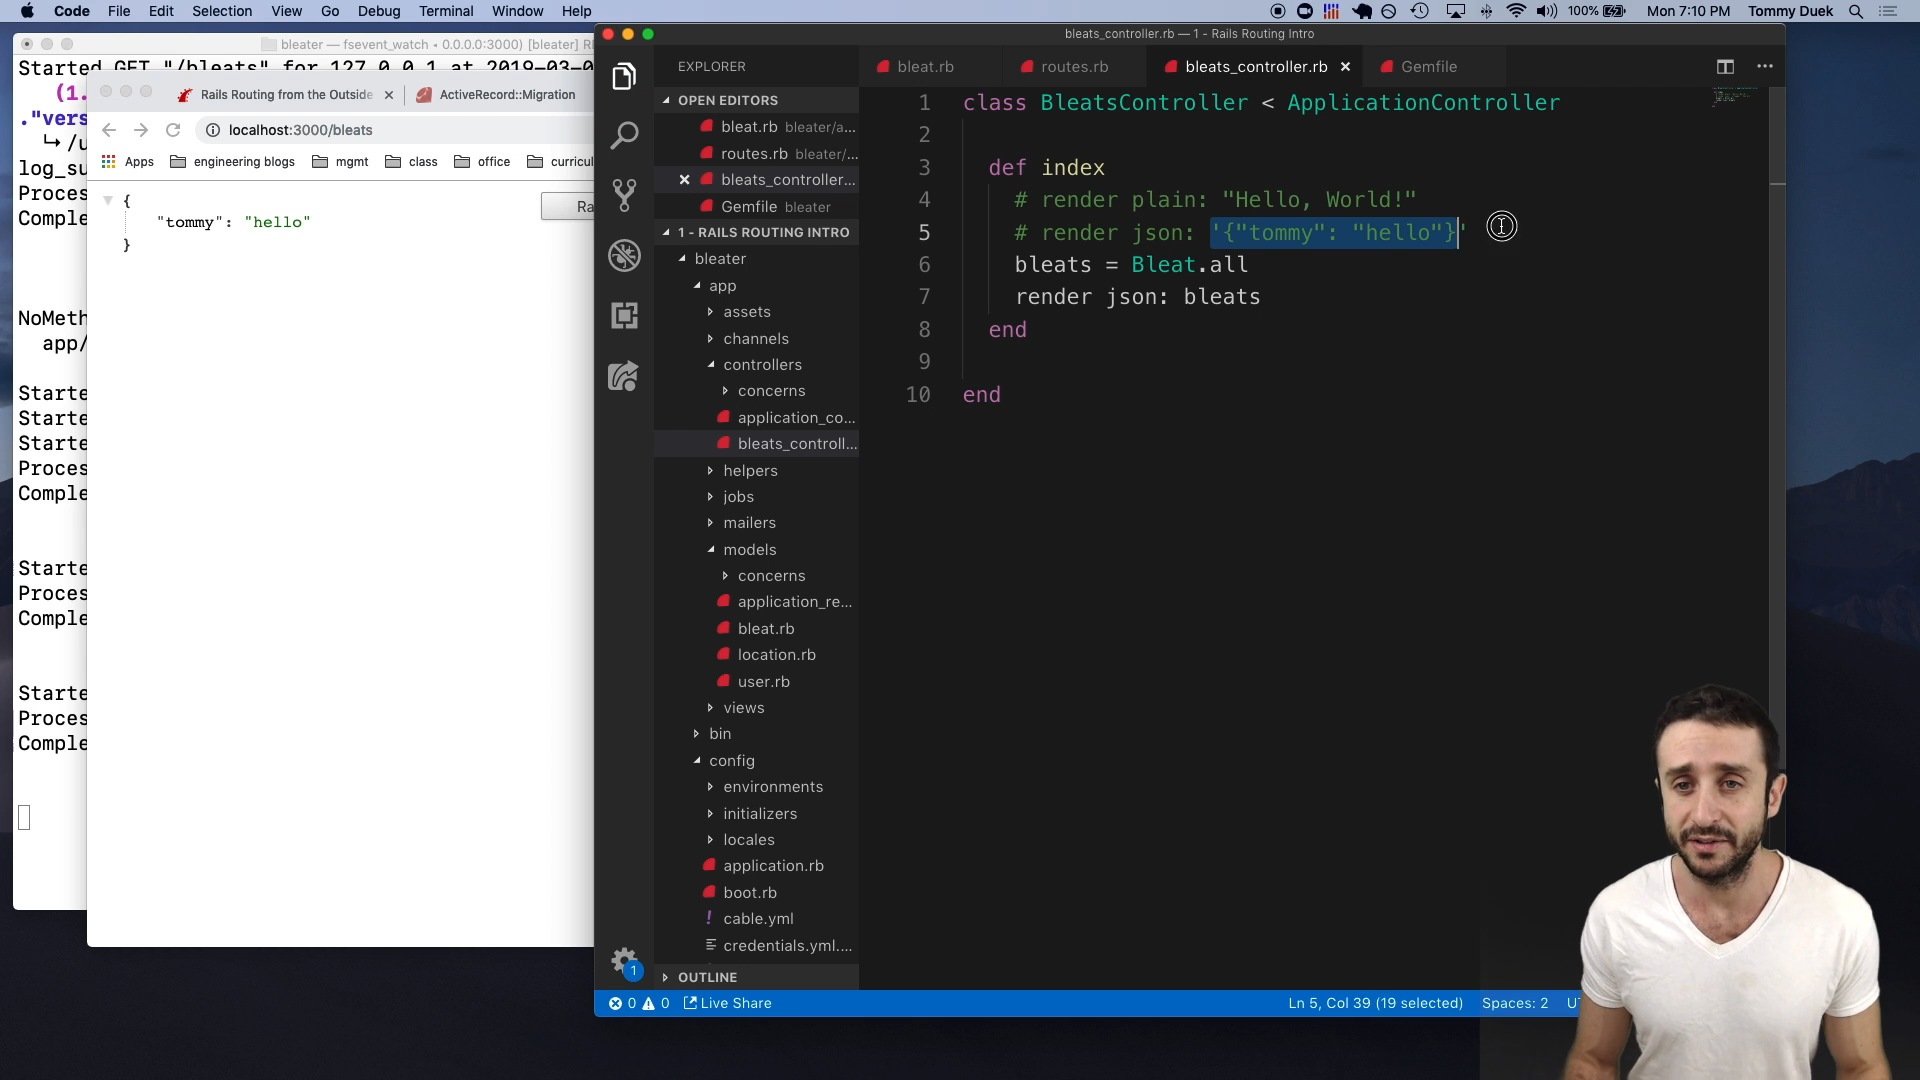 Code File Edit Selection View Go Debug Terminal Window Help 100% Mon 7:10 PM Tommy Duek
bleater — fsevent_watch ◂ 0.0.0.0:3000) [bleater]
Started GET "/bleats" for 127.0.0.1 at 2019-03-0
(1.
."vers
↳ /u
log_su
Proces
Comple
NoMeth
app/
Starte
Starte
Starte
Proces
Comple
Starte
Proces
Comple
Starte
Proces
Comple
Rails Routing from the Outside
ActiveRecord::Migration
localhost:3000/bleats
Apps engineering blogs mgmt class office curricul
{
"tommy": "hello"
}
Ra
bleats_controller.rb — 1 - Rails Routing Intro
EXPLORER
OPEN EDITORS
bleat.rb bleater/a...
routes.rb bleater/...
bleats_controller...
Gemfile bleater
1 - RAILS ROUTING INTRO
bleater
app
assets
channels
controllers
concerns
application_co...
bleats_controll...
helpers
jobs
mailers
models
concerns
application_re...
bleat.rb
location.rb
user.rb
views
bin
config
environments
initializers
locales
application.rb
boot.rb
! cable.yml
credentials.yml....
OUTLINE
bleat.rb routes.rb bleats_controller.rb Gemfile
1 class BleatsController < ApplicationController
2
3 def index
4 # render plain: "Hello, World!"
5 # render json: '{"tommy": "hello"}'
6 bleats = Bleat.all
7 render json: bleats
8 end
9
10 end
1
0 0 Live Share Ln 5, Col 39 (19 selected) Spaces: 2